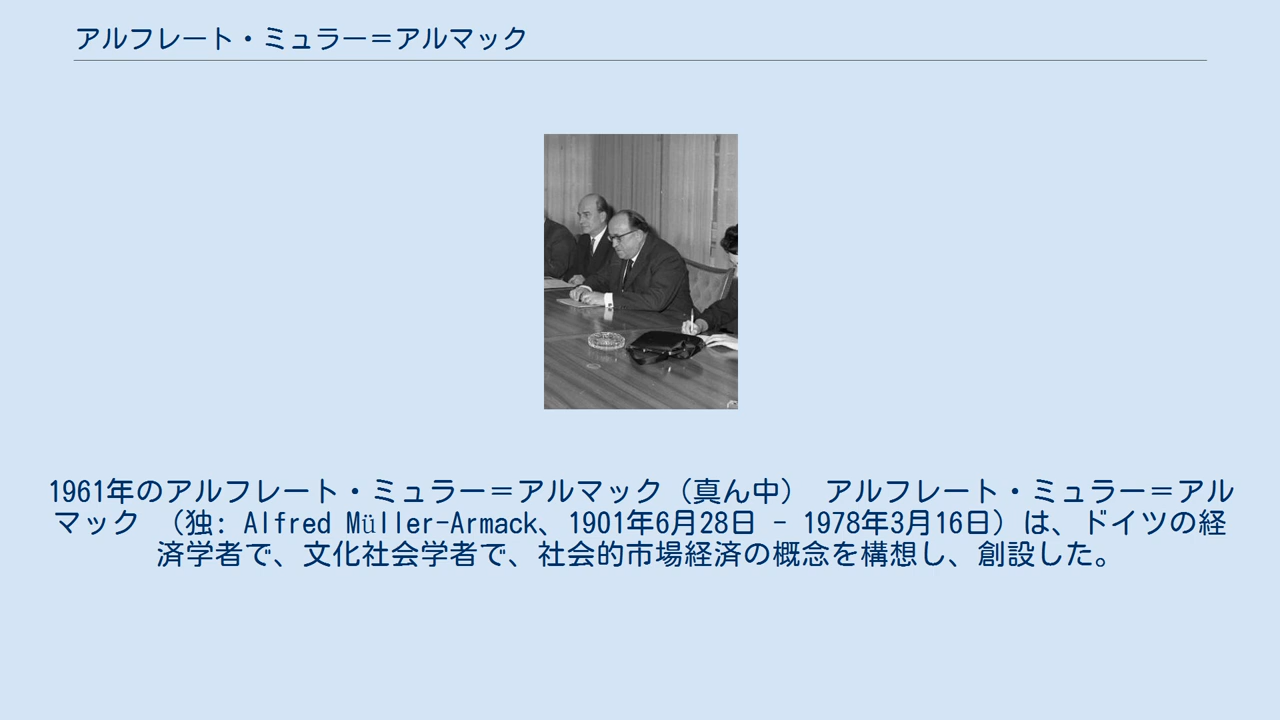 アルフレート・ミュラー＝アルマック
1961年のアルフレート・ミュラー＝アルマック（真ん中） アルフレート・ミュラー＝アル
マック （独: Alfred Müller-Armack、1901年6月28日 - 1978年3月16日）は、ドイツの経
済学者で、文化社会学者で、社会的市場経済の概念を構想し、創設した。